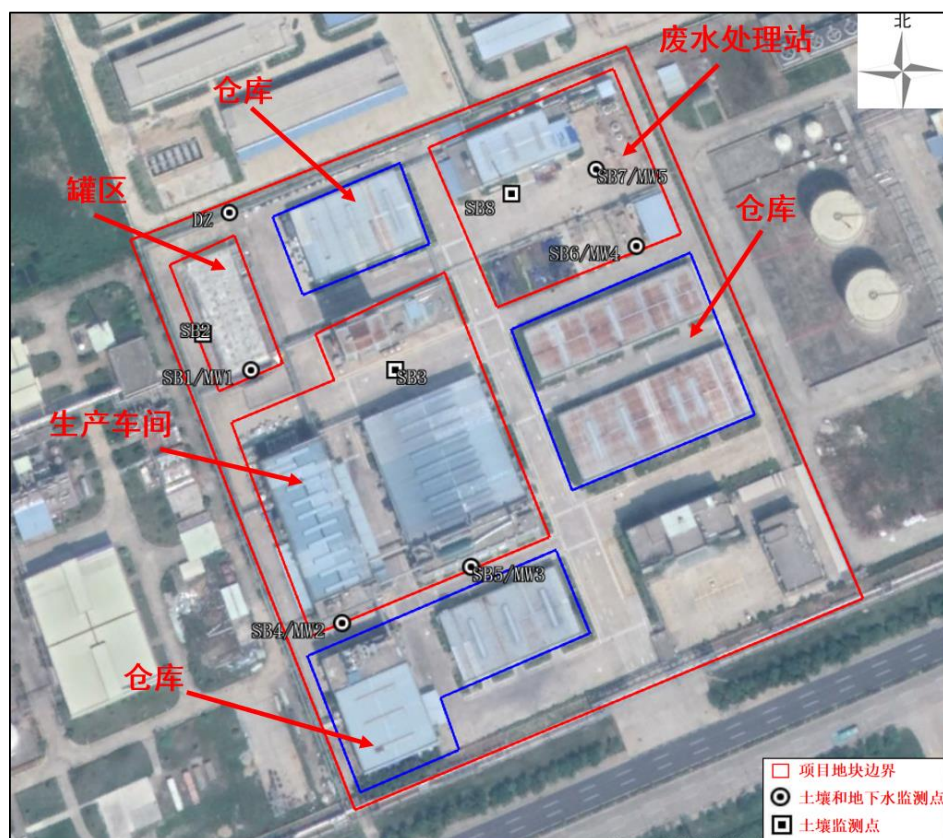 北
废水处理站
仓库
罐区
SB7/MW5
SB8
DZ
仓库
SB6/MW4
SB2
SB1/MW1
SB3
生产车间
SB5/MW3
SB4/MW2
仓库
项目地块边界
土壤和地下水监测点
土壤监测点